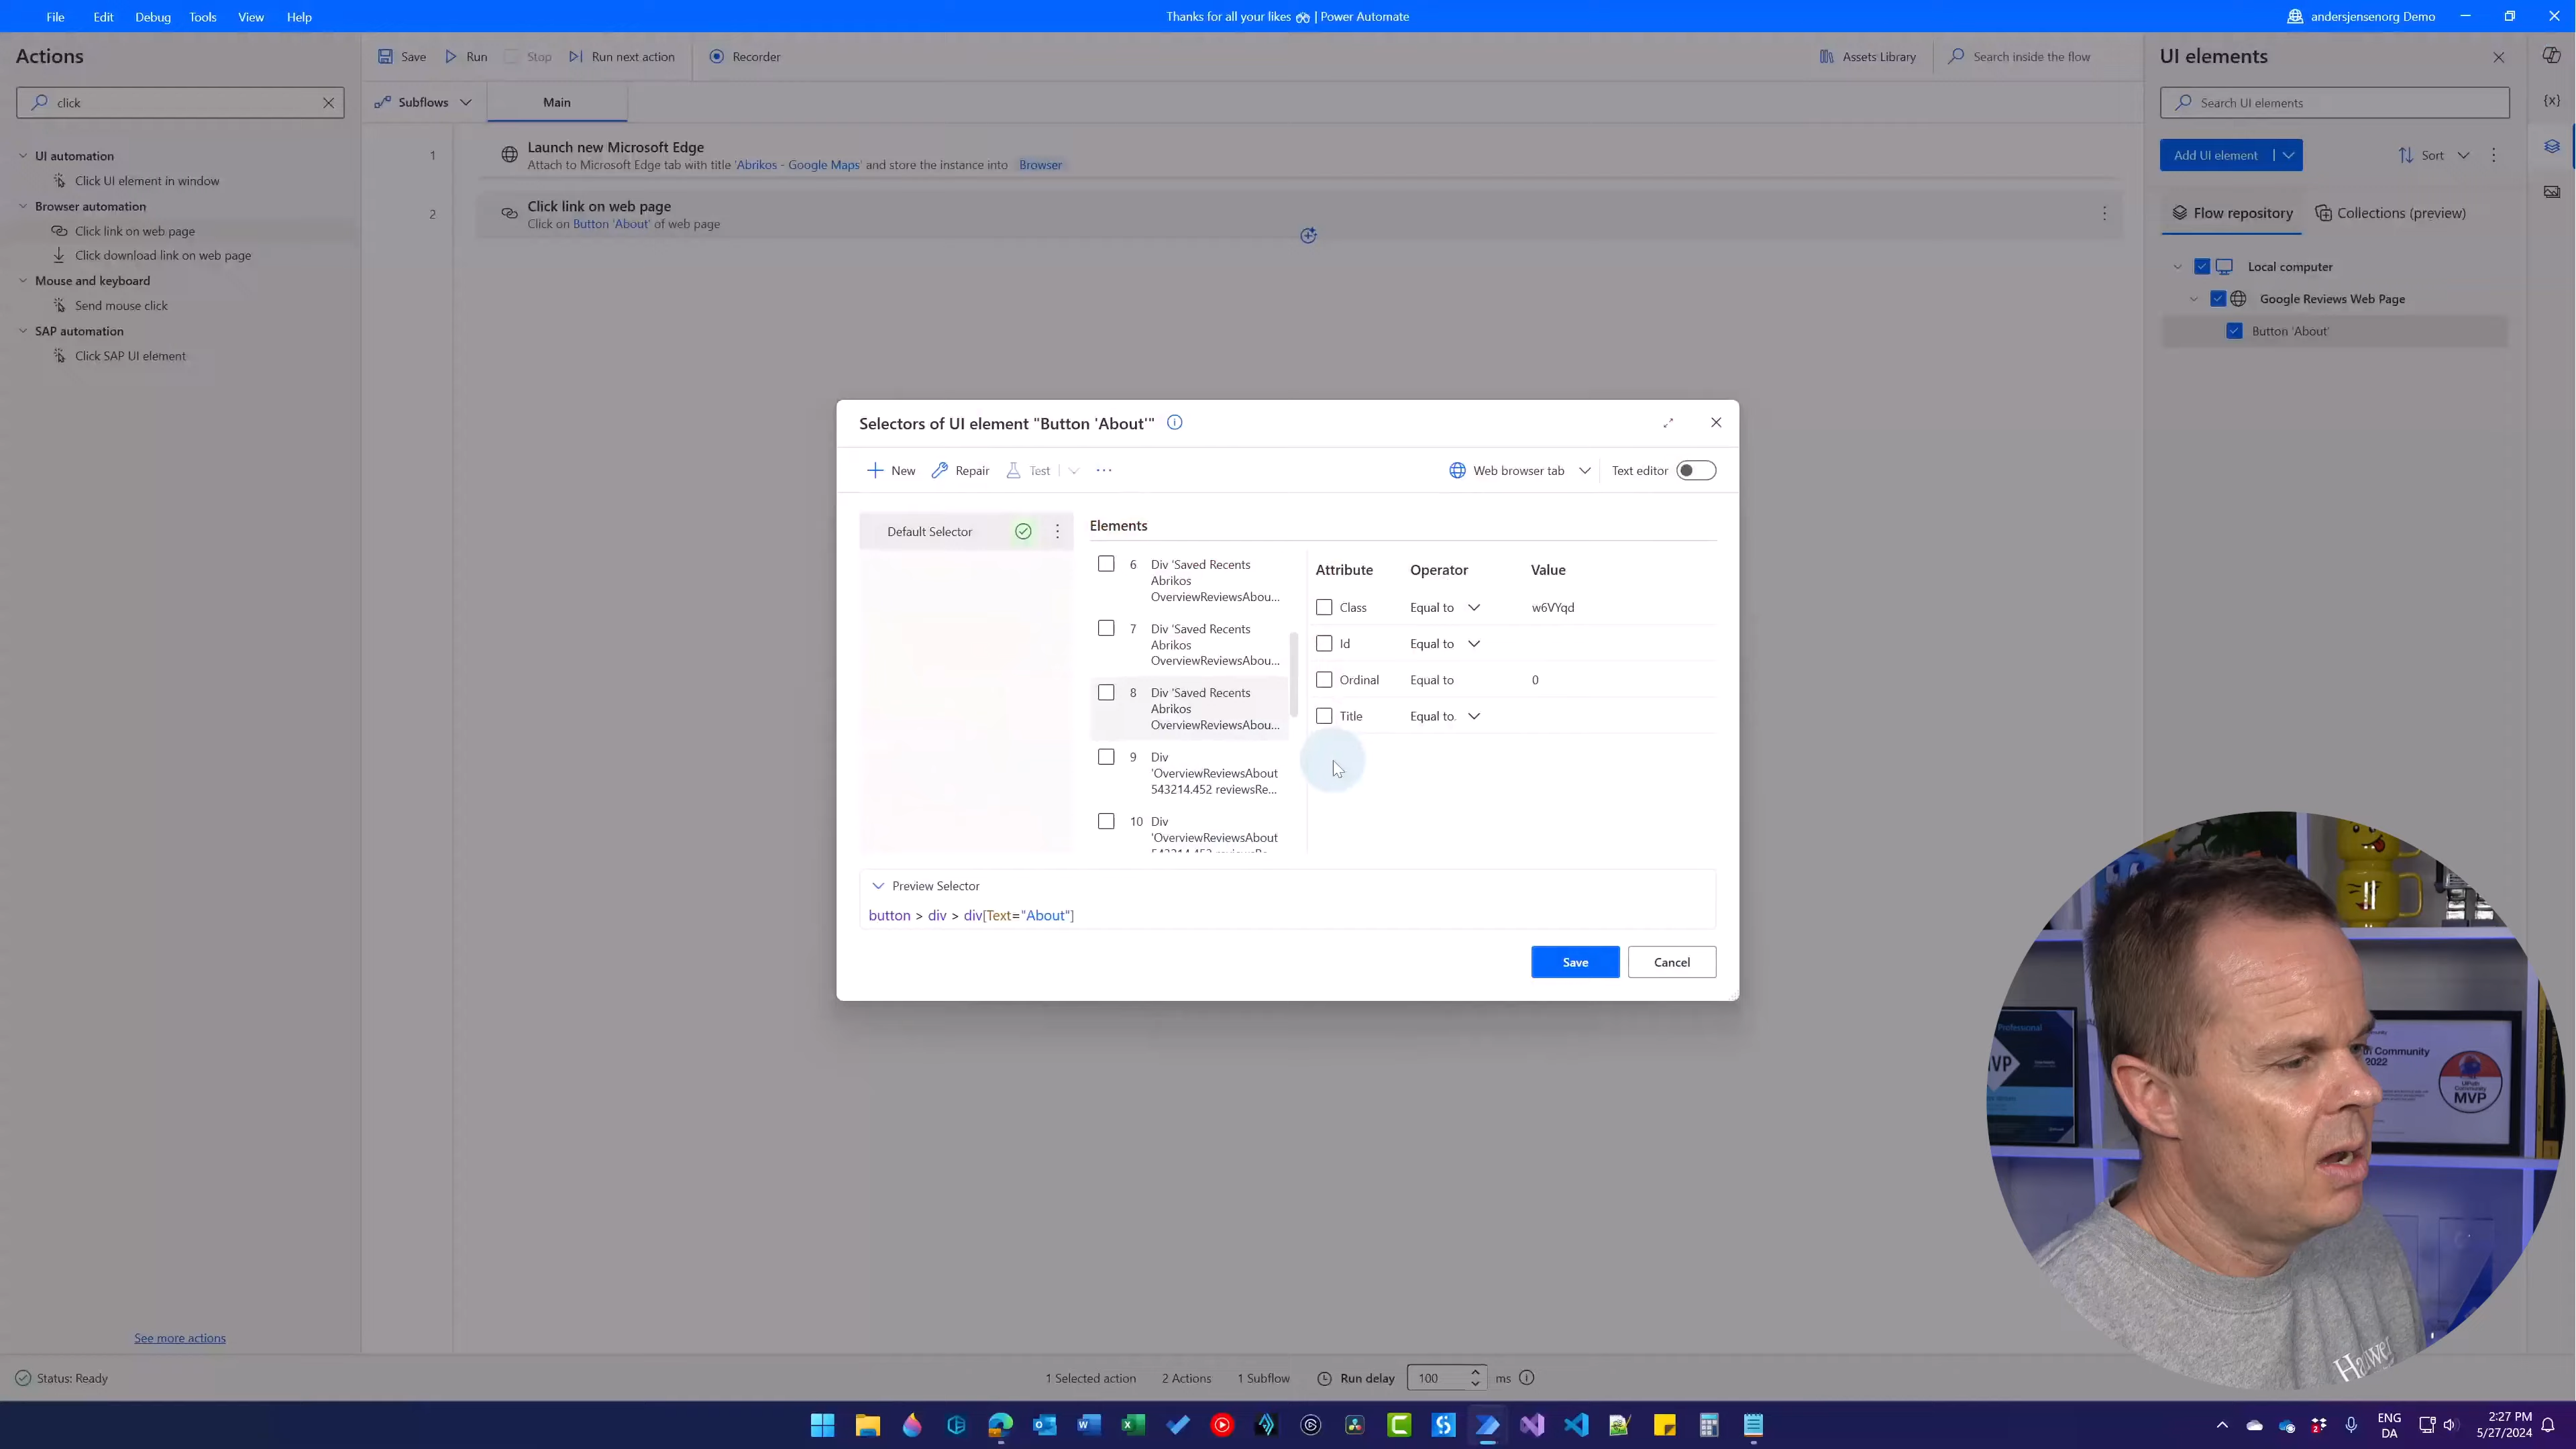 File Edit Debug Tools View Help
Thanks for all your likes | Power Automate
andersjensenorg Demo
Actions
click
UI automation
Click UI element in window
Browser automation
Click link on web page
Click download link on web page
Mouse and keyboard
Send mouse click
SAP automation
Click SAP UI element
See more actions
Save Run Stop Run next action Recorder
Assets Library
Search inside the flow
Subflows
Main
1
Launch new Microsoft Edge
Attach to Microsoft Edge tab with title 'Abrikos - Google Maps' and store the instance into Browser
2
Click link on web page
Click on Button 'About' of web page
UI elements
Search UI elements
Add UI element
Sort
Flow repository
Collections (preview)
Local computer
Google Reviews Web Page
Button 'About'
Selectors of UI element "Button 'About'"
New Repair Test
Web browser tab
Text editor
Default Selector
Elements
6 Div 'Saved Recents
Abrikos
OverviewReviewsAbou...
7 Div 'Saved Recents
Abrikos
OverviewReviewsAbou...
8 Div 'Saved Recents
Abrikos
OverviewReviewsAbou...
9 Div
'OverviewReviewsAbout
543214.452 reviewsRe...
10 Div
'OverviewReviewsAbout
Attribute Operator Value
Class Equal to w6VYqd
Id Equal to
Ordinal Equal to 0
Title Equal to
Preview Selector
button > div > div[Text="About"]
Save Cancel
Professional
MVP
Community
2022
UiPath Community
MVP
Status: Ready
1 Selected action
2 Actions
1 Subflow
Run delay
100
ms
ENG
DA
2:27 PM
5/27/2024